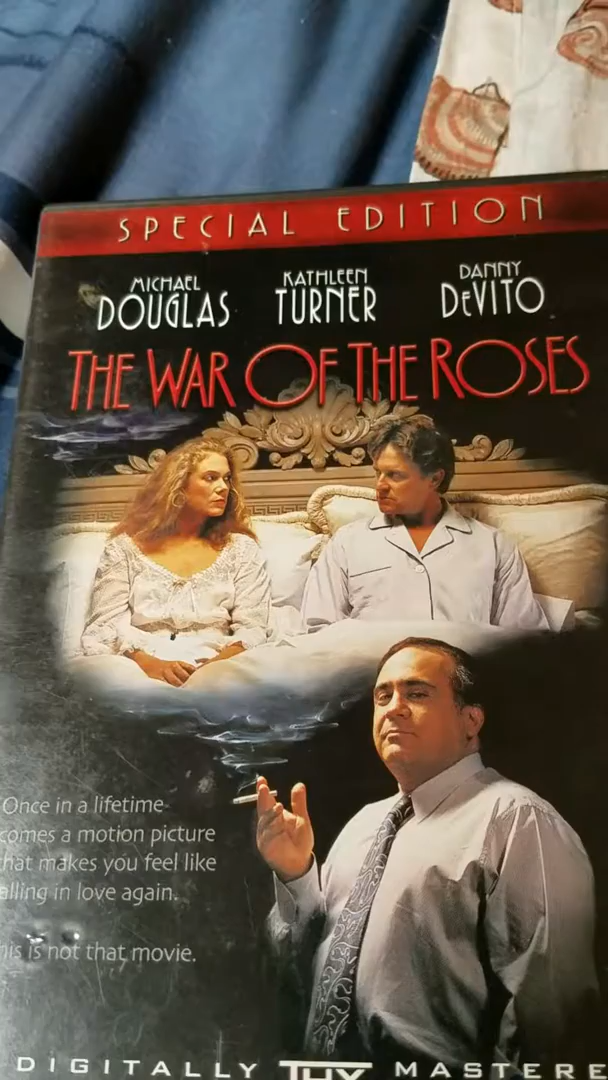 SPECIAL EDITION
MICHAEL DOUGLAS
KATHLEEN TURNER
DANNY DeVITO
THE WAR OF THE ROSES
Once in a lifetime
comes a motion picture
hat makes you feel like
alling in love again.
his is not that movie.
DIGITALLY THX MASTERE